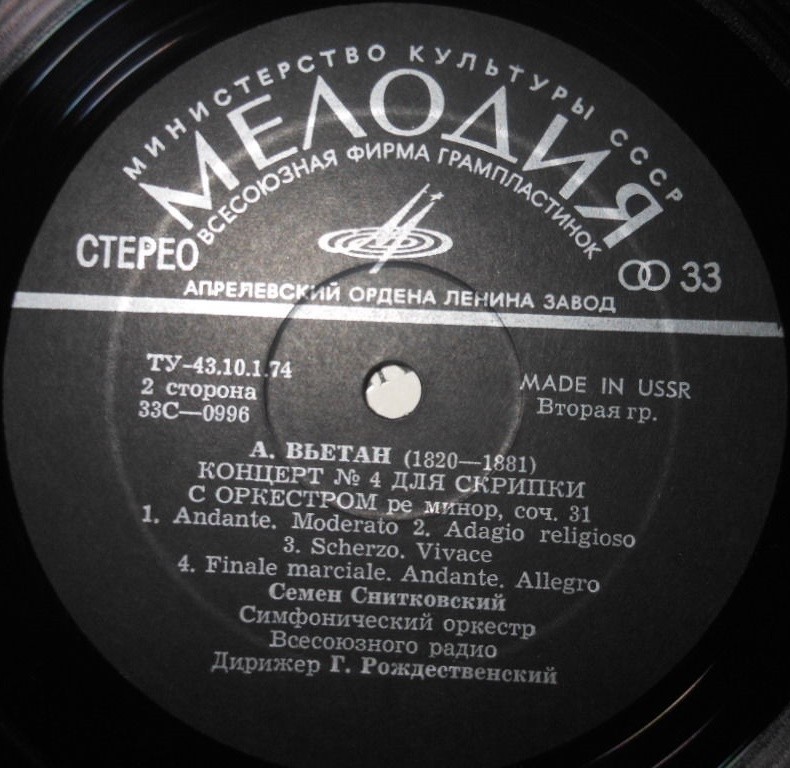 МИНИСТЕРСТВО КУЛЬТУРЫ СССР
МЕЛОДИЯ
ВСЕСОЮЗНАЯ ФИРМА ГРАМПЛАСТИНОК
СТЕРЕО
33
АПРЕЛЕВСКИЙ ОРДЕНА ЛЕНИНА ЗАВОД
ТУ-43.10.1.74
2 сторона
33С—0996
MADE IN USSR
Вторая гр.
А. ВЬЕТАН (1820—1881)
КОНЦЕРТ № 4 ДЛЯ СКРИПКИ
С ОРКЕСТРОМ ре минор, соч. 31
1. Andante. Moderato 2. Adagio religioso
3. Scherzo. Vivace
4. Finale marciale. Andante. Allegro
Семен Снитковский
Симфонический оркестр
Всесоюзного радио
Дирижер Г. Рождественский